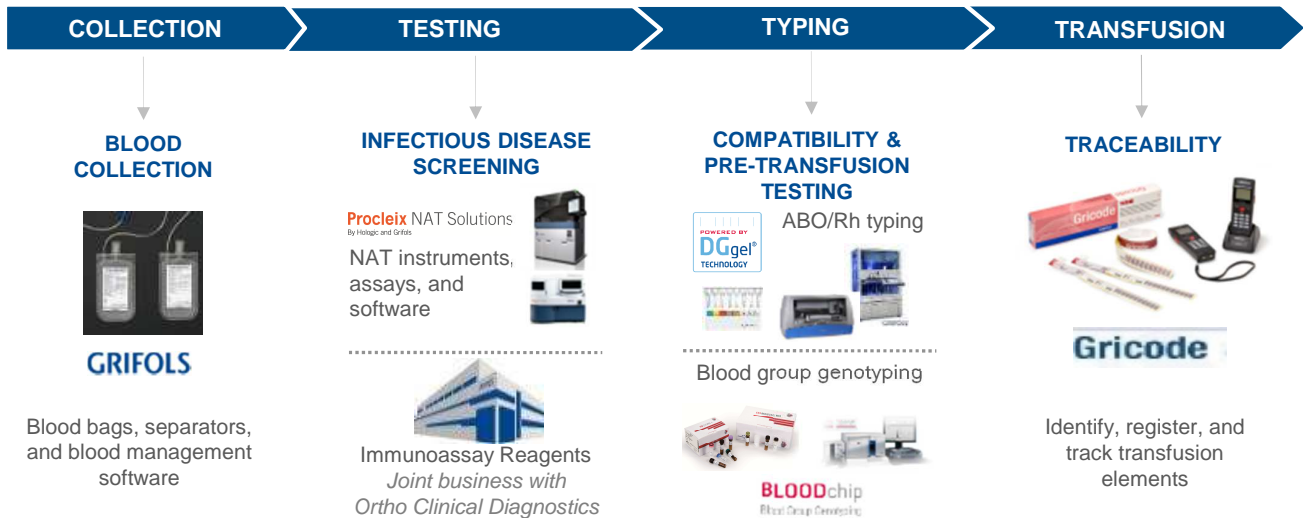 COLLECTION
TESTING
TYPING
TRANSFUSION
BLOOD
COLLECTION
GRIFOLS
Blood bags, separators,
and blood management
software
INFECTIOUS DISEASE
SCREENING
Procleix NAT Solutions
By Hologic and Grifols
NAT instruments,
assays, and
software
Immunoassay Reagents
Joint business with
Ortho Clinical Diagnostics
COMPATIBILITY &
PRE-TRANSFUSION
TESTING
POWERED BY
DGgel®
TECHNOLOGY
ABO/Rh typing
GRIFOLS
Blood group genotyping
BLOODchip
Blood Group Genotyping
TRACEABILITY
Gricode
Gricode
Identify, register, and
track transfusion
elements